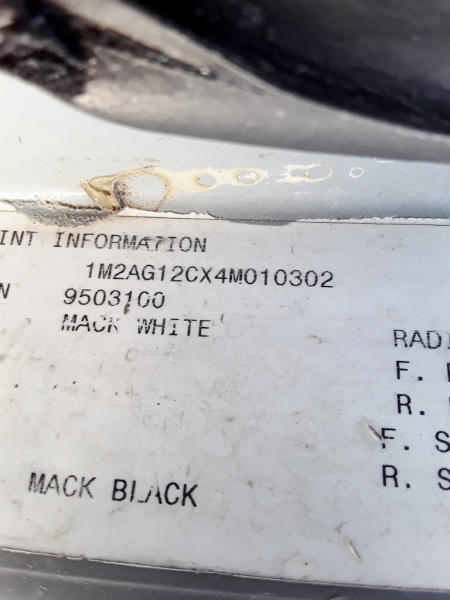 INT INFORMATION
1M2AG12CX4M010302
N 9503100
MACK WHITE
RADI
F.
R.
F. S
R. S
MACK BLACK